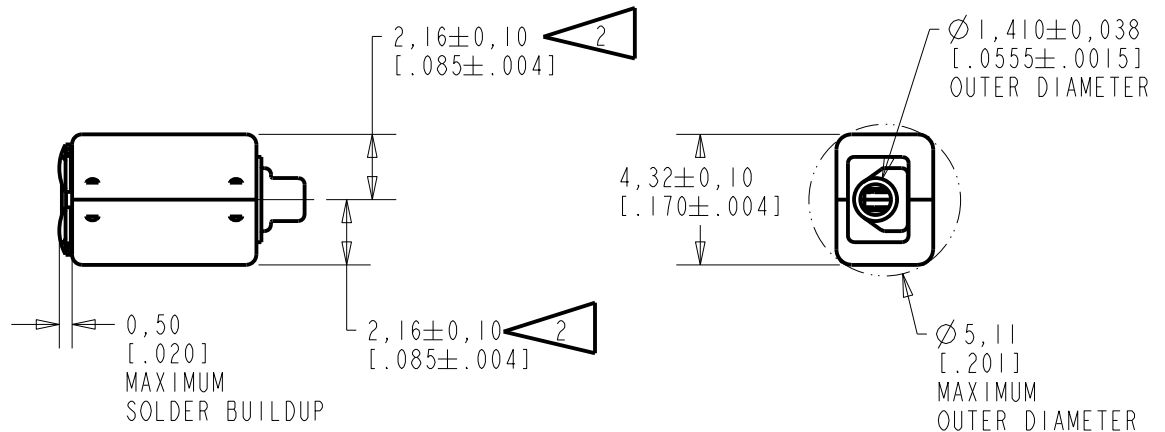 2,16±0,10
[.085±.004]
2
Ø1,410±0,038
[.0555±.0015]
OUTER DIAMETER
4,32±0,10
[.170±.004]
0,50
[.020]
MAXIMUM
SOLDER BUILDUP
2,16±0,10
[.085±.004]
2
Ø5,11
[.201]
MAXIMUM
OUTER DIAMETER